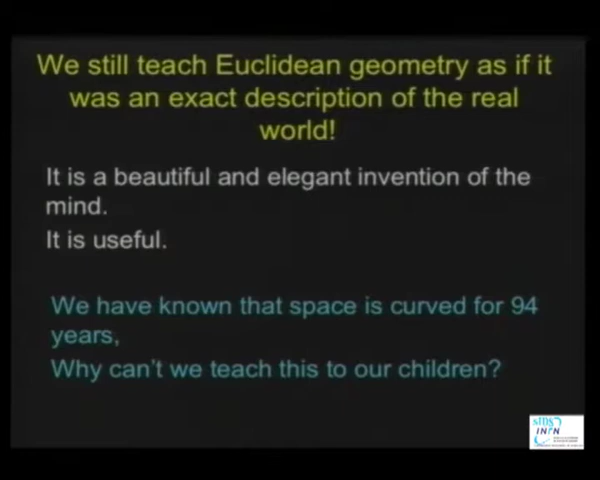 We still teach Euclidean geometry as if it
was an exact description of the real
world!
It is a beautiful and elegant invention of the
mind.
It is useful.
We have known that space is curved for 94
years,
Why can't we teach this to our children?
INFN